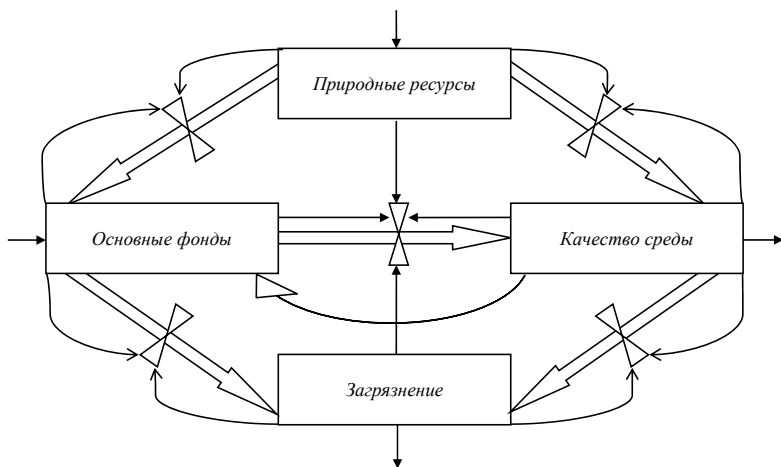 Природные ресурсы
Основные фонды
Качество среды
Загрязнение